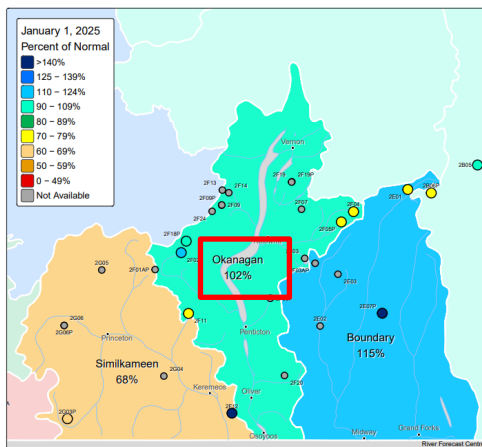 January 1, 2025
Percent of Normal
>140%
125 – 139%
110 – 124%
90 – 109%
80 – 89%
70 – 79%
60 – 69%
50 – 59%
0 – 49%
Not Available
Vernon
2B05
2F19
2F19P
2F13
2F14
2F09P
2F09
2F24
2F07
2E01
2F04
2F05P
2F18P
Okanagan
102%
2F01AP
2G05
2E03
2F11
2E07P
2E02
2G06
2G06P
Princeton
Penticton
Boundary
115%
Similkameen
68%
2G04
2F20
Keremeos
Oliver
2F12
2G03P
Osoyoos
Midway
Grand Forks
River Forecast Centre